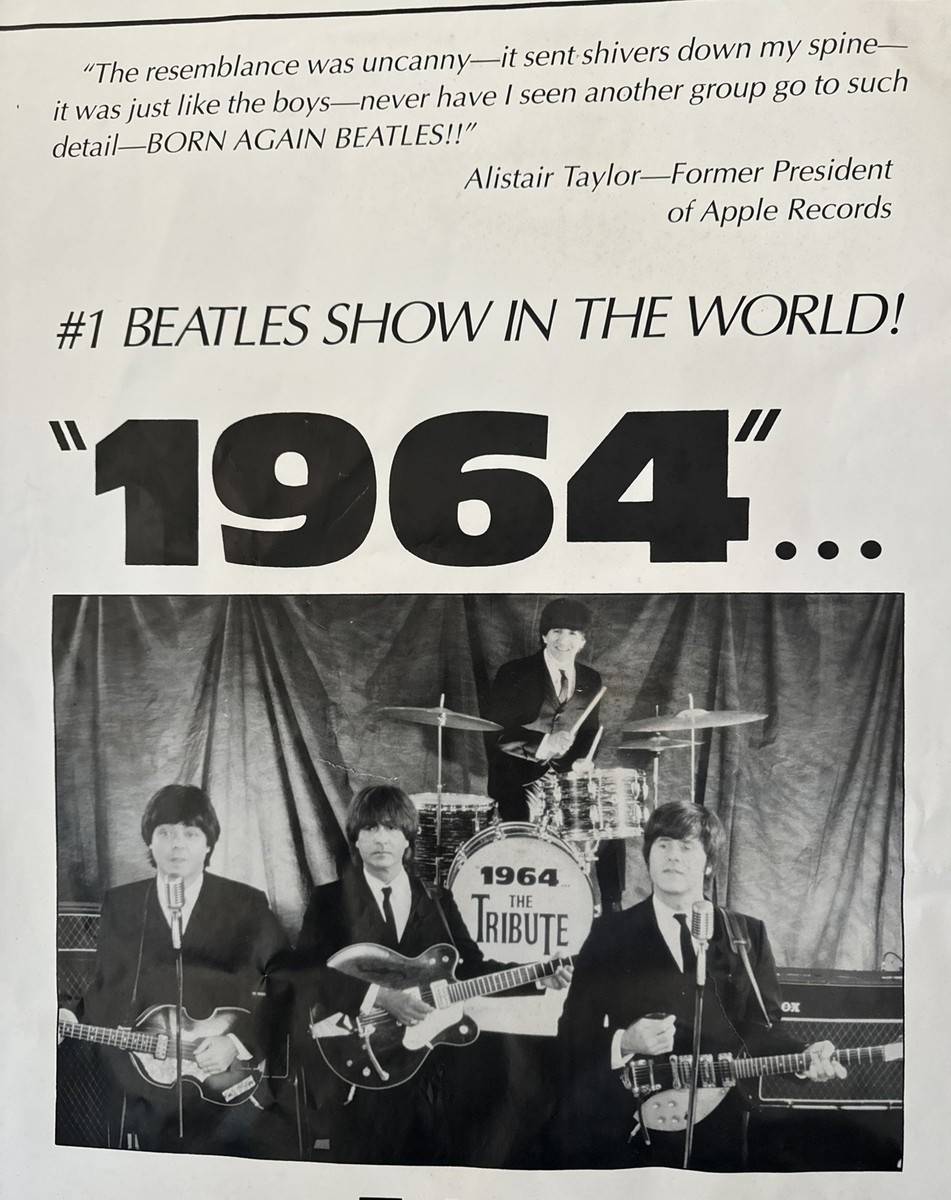 “The resemblance was uncanny—it sent shivers down my spine—
it was just like the boys—never have I seen another group go to such
detail—BORN AGAIN BEATLES!!”
Alistair Taylor—Former President
of Apple Records
#1 BEATLES SHOW IN THE WORLD!
"1964"...
1964...
THE
TRIBUTE
OX